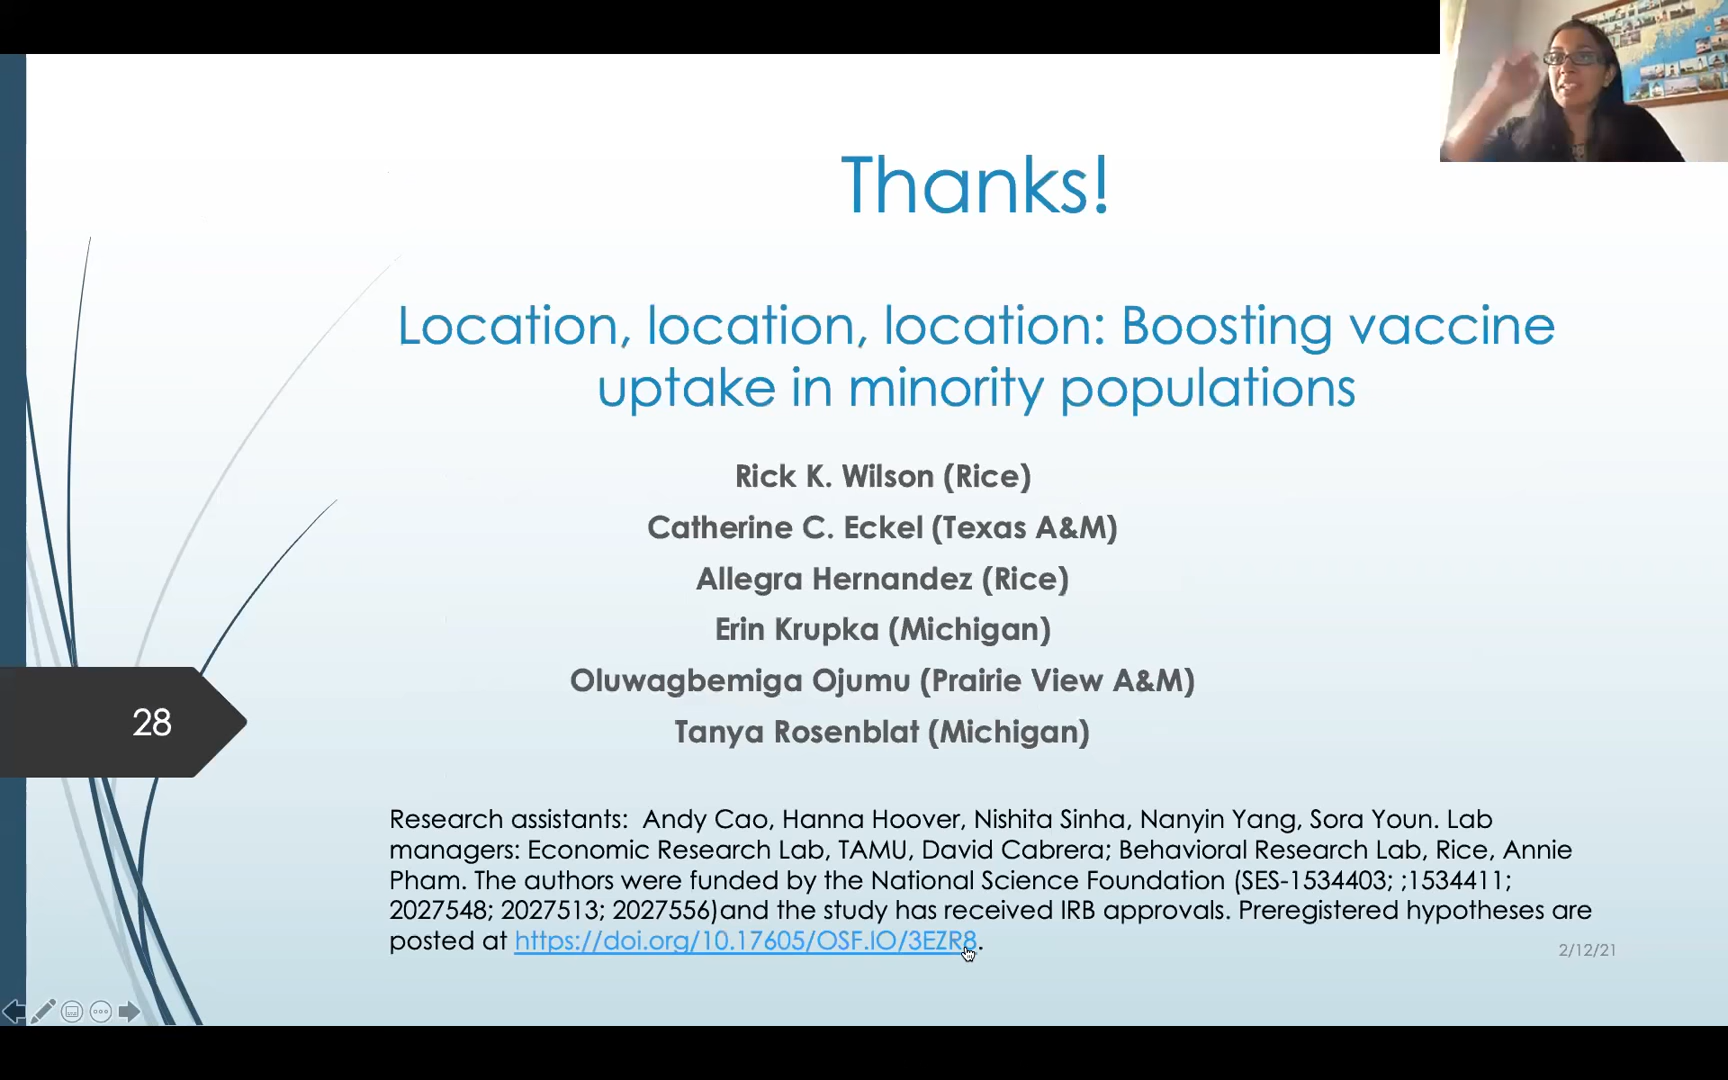 Thanks!
Location, location, location: Boosting vaccine
uptake in minority populations
Rick K. Wilson (Rice)
Catherine C. Eckel (Texas A&M)
Allegra Hernandez (Rice)
Erin Krupka (Michigan)
Oluwagbemiga Ojumu (Prairie View A&M)
Tanya Rosenblat (Michigan)
28
Research assistants:  Andy Cao, Hanna Hoover, Nishita Sinha, Nanyin Yang, Sora Youn. Lab
managers: Economic Research Lab, TAMU, David Cabrera; Behavioral Research Lab, Rice, Annie
Pham. The authors were funded by the National Science Foundation (SES-1534403; ;1534411;
2027548; 2027513; 2027556)and the study has received IRB approvals. Preregistered hypotheses are
posted at https://doi.org/10.17605/OSF.IO/3EZR8.
2/12/21